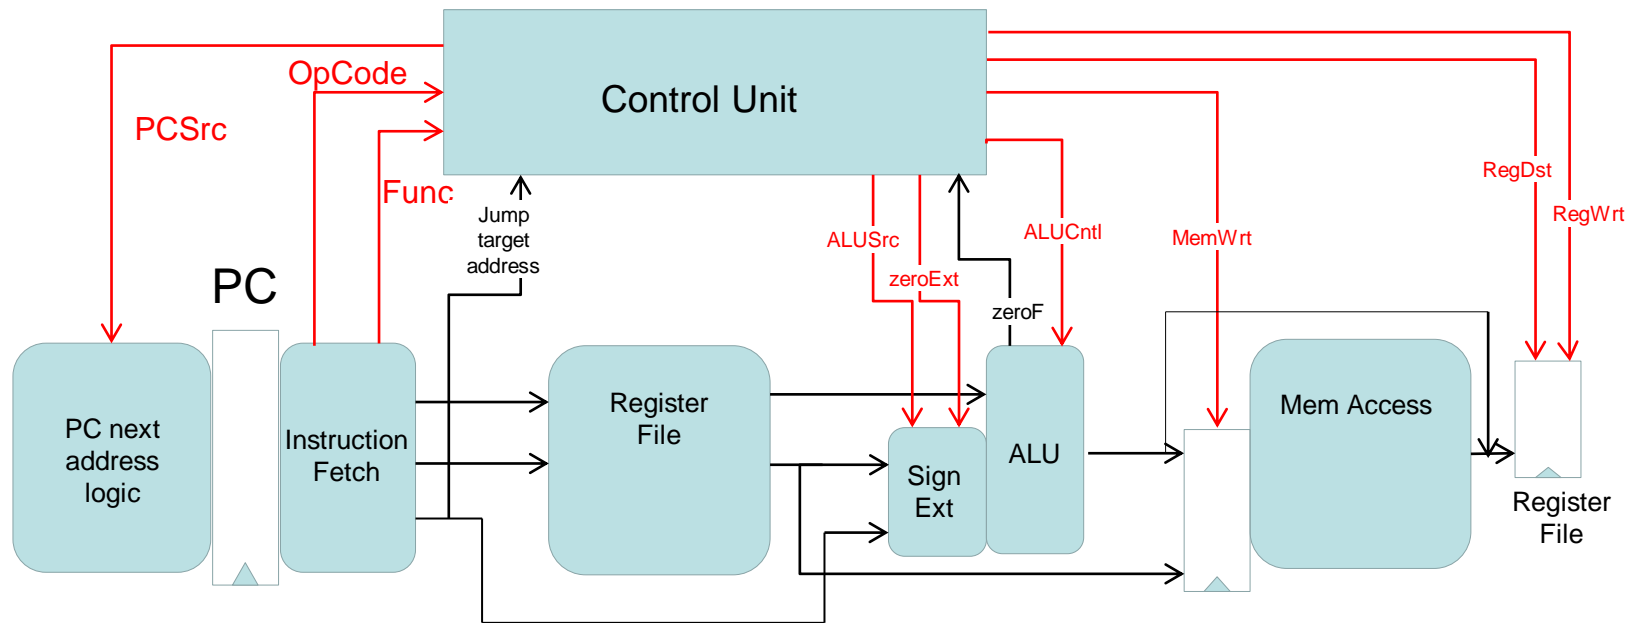 Control Unit
OpCode
PCSrc
Func
Jump
target
address
ALUSrc
zeroExt
zeroF
ALUCntl
MemWrt
RegDst
RegWrt
PC
PC next
address
logic
Instruction
Fetch
Register
File
Sign
Ext
ALU
Mem Access
Register
File